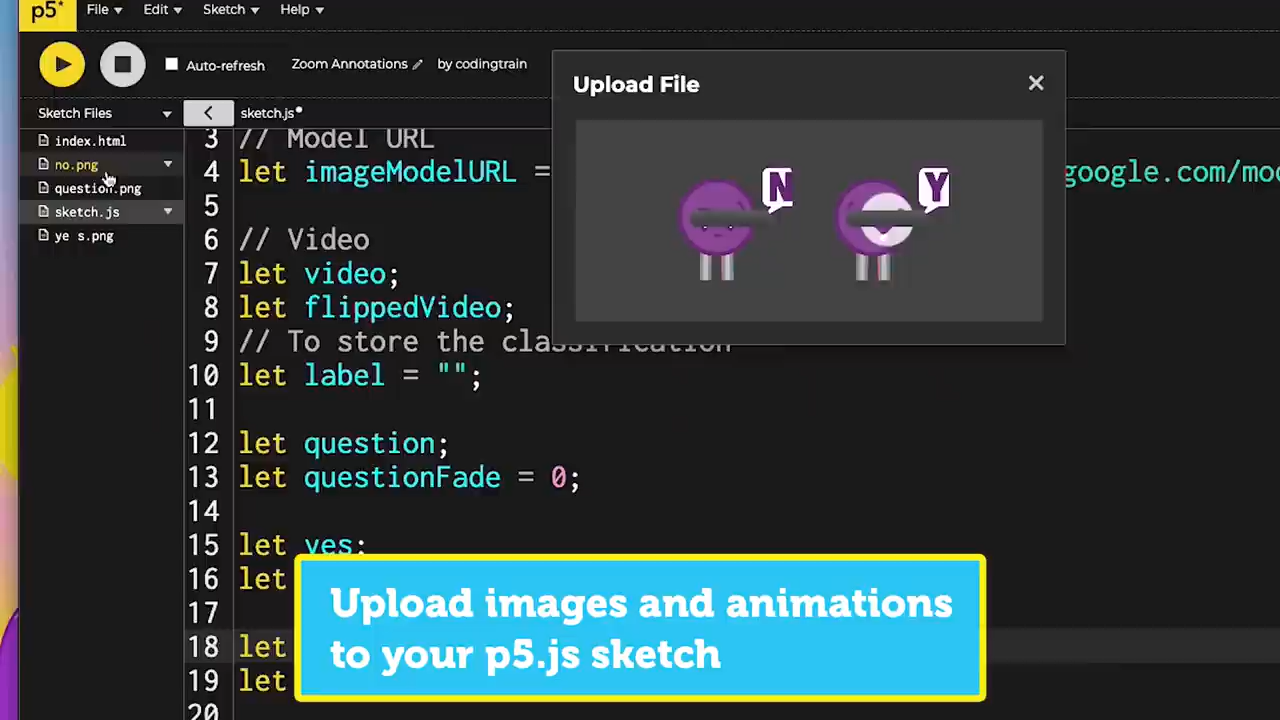 p5*
File Edit Sketch Help
Auto-refresh
Zoom Annotations by codingtrain
Upload File
Sketch Files
sketch.js
index.html
no.png
question.png
sketch.js
ye s.png
N
Y
3 // Model URL
4 let imageModelURL = google.com/mod
5
6 // Video
7 let video;
8 let flippedVideo;
9 // To store the classification
10 let label = "";
11
12 let question;
13 let questionFade = 0;
14
15 let yes;
16 let
17
18 let
19 let
20
Upload images and animations
to your p5.js sketch